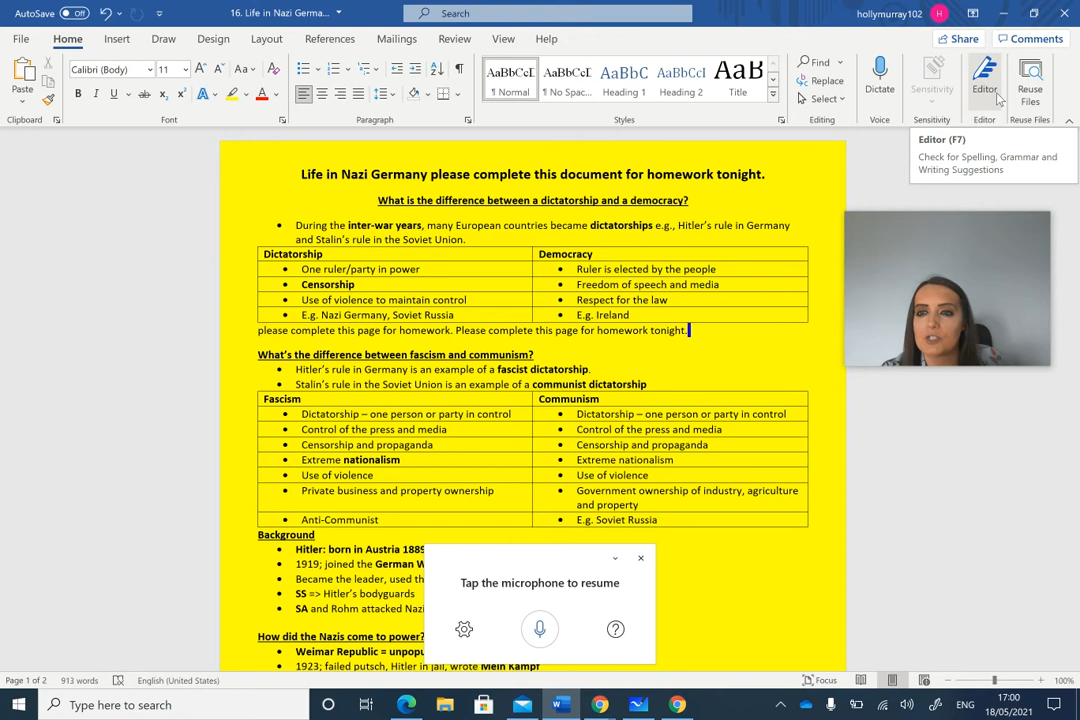 AutoSave Off 16. Life in Nazi Germa... Search hollymurray102 H
File Home Insert Draw Design Layout References Mailings Review View Help Share Comments
Paste Calibri (Body) 11 Find Replace Select Dictate Sensitivity Editor Reuse Files
AaBbCcD AaBbCcDc AaBbC AaBbCcI AaB
Normal No Spac... Heading 1 Heading 2 Title
Clipboard Font Paragraph Styles Editing Voice Sensitivity Editor Reuse Files
Editor (F7)
Check for Spelling, Grammar and
Writing Suggestions
Life in Nazi Germany please complete this document for homework tonight.
What is the difference between a dictatorship and a democracy?
• During the inter-war years, many European countries became dictatorships e.g., Hitler's rule in Germany
and Stalin's rule in the Soviet Union.
Dictatorship Democracy
• One ruler/party in power • Ruler is elected by the people
• Censorship • Freedom of speech and media
• Use of violence to maintain control • Respect for the law
• E.g. Nazi Germany, Soviet Russia • E.g. Ireland
please complete this page for homework. Please complete this page for homework tonight.
What's the difference between fascism and communism?
• Hitler's rule in Germany is an example of a fascist dictatorship.
• Stalin's rule in the Soviet Union is an example of a communist dictatorship
Fascism Communism
• Dictatorship – one person or party in control • Dictatorship – one person or party in control
• Control of the press and media • Control of the press and media
• Censorship and propaganda • Censorship and propaganda
• Extreme nationalism • Extreme nationalism
• Use of violence • Use of violence
• Private business and property ownership • Government ownership of industry, agriculture
and property
• Anti-Communist • E.g. Soviet Russia
Background
• Hitler: born in Austria 1889
• 1919; joined the German W
• Became the leader, used th
• SS => Hitler's bodyguards
• SA and Rohm attacked Nazi
Tap the microphone to resume
How did the Nazis come to power?
• Weimar Republic = unpopu
• 1923; failed putsch, Hitler in jail, wrote Mein Kampf
Page 1 of 2 913 words English (United States) Focus 100%
Type here to search ENG 17:00
18/05/2021